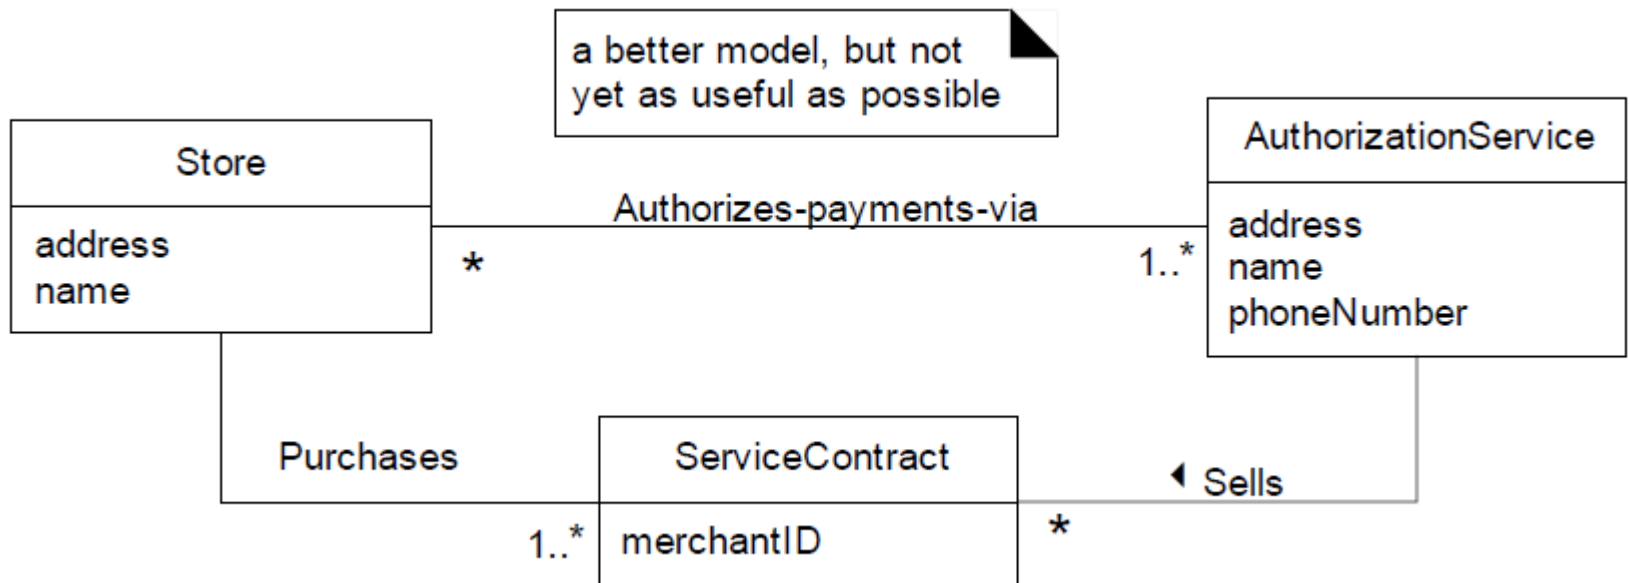 a better model, but not
yet as useful as possible
Store
address
name
Authorizes-payments-via
*
1..*
AuthorizationService
address
name
phoneNumber
Purchases
1..*
ServiceContract
merchantID
Sells
*